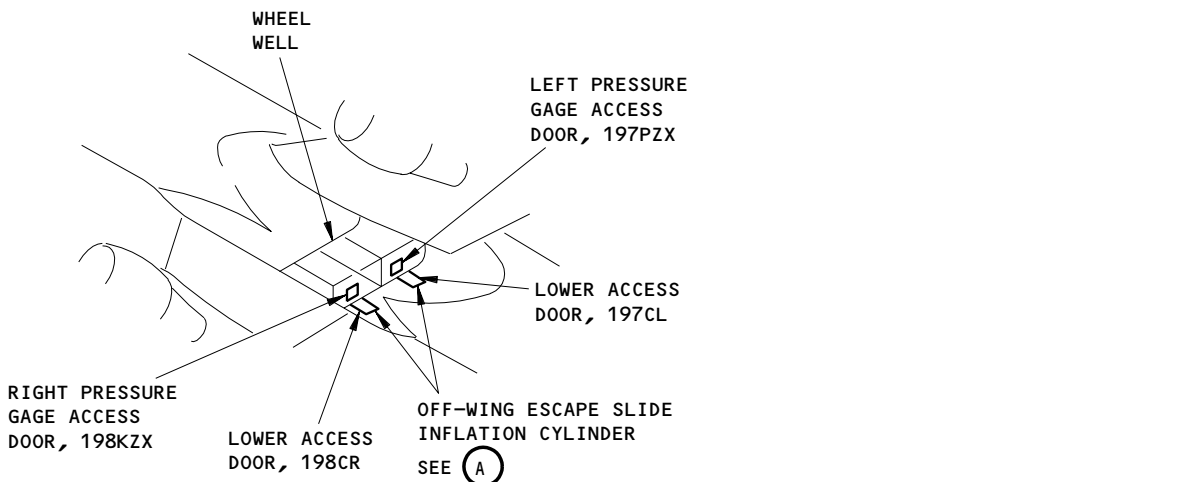 WHEEL
WELL
LEFT PRESSURE
GAGE ACCESS
DOOR, 197PZX
LOWER ACCESS
DOOR, 197CL
RIGHT PRESSURE
GAGE ACCESS
DOOR, 198KZX
LOWER ACCESS
DOOR, 198CR
OFF-WING ESCAPE SLIDE
INFLATION CYLINDER
SEE A